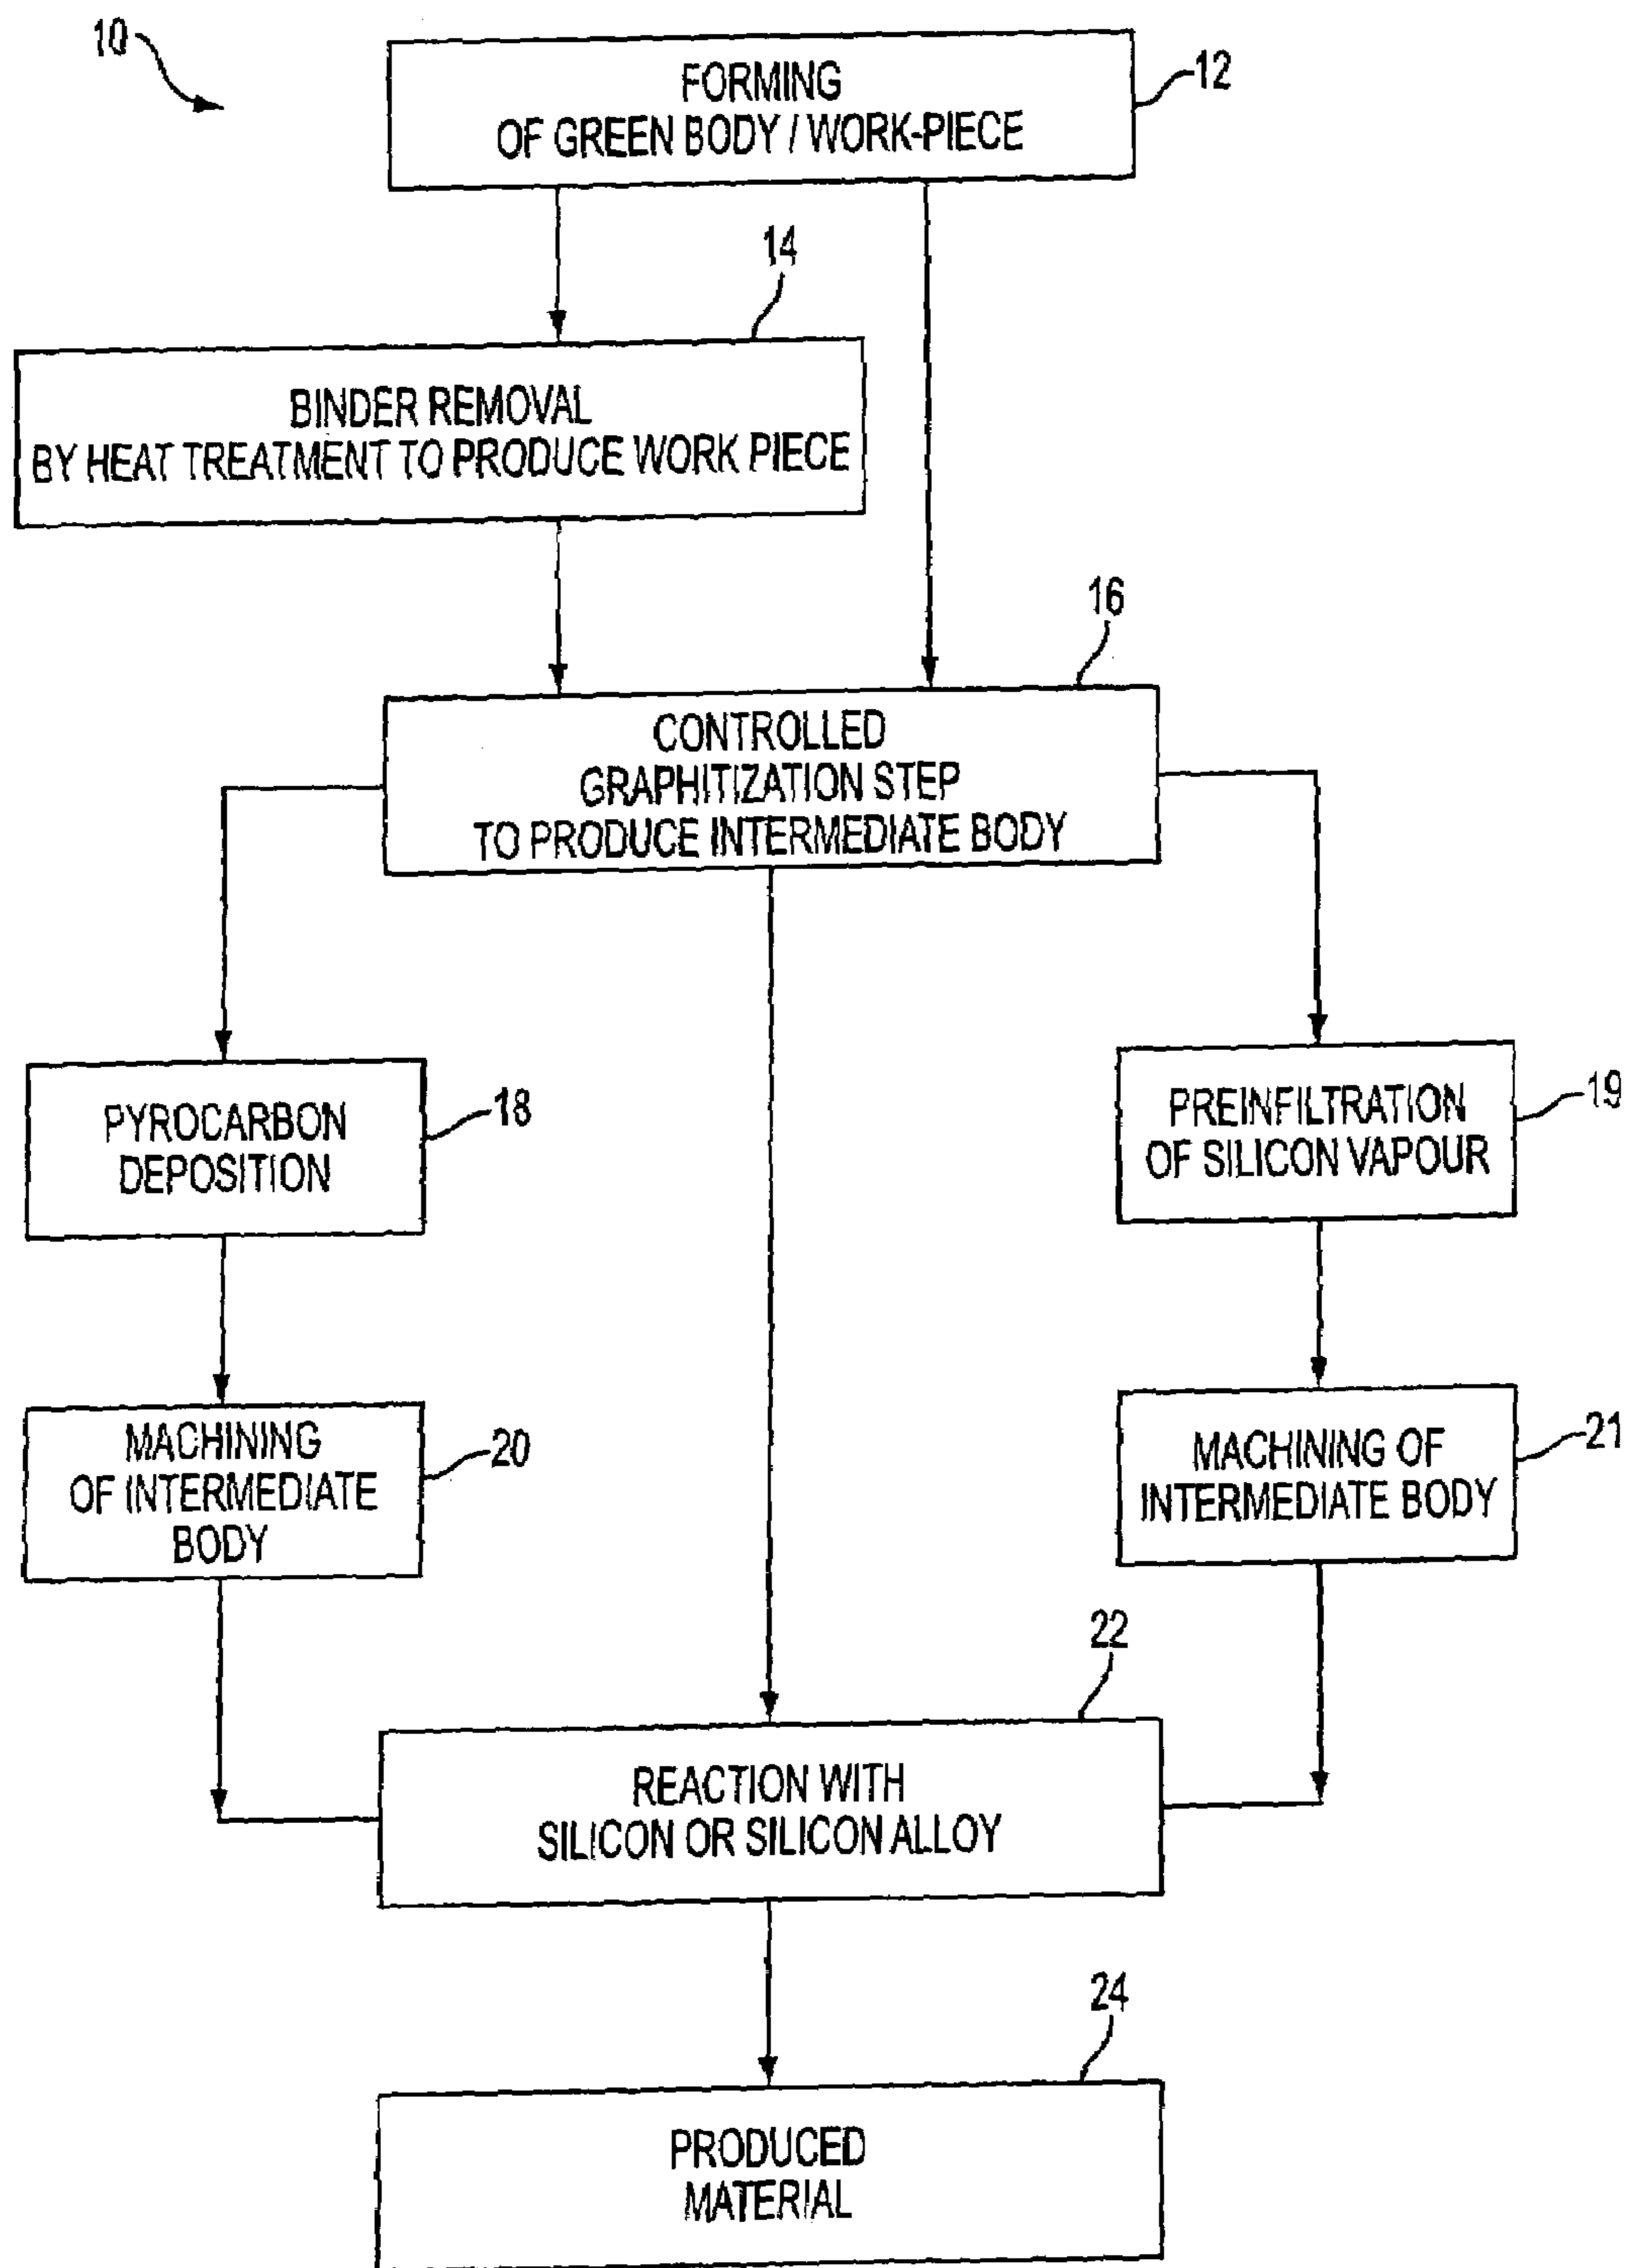 10
FORMING
OF GREEN BODY / WORK-PIECE
12
14
BINDER REMOVAL
BY HEAT TREATMENT TO PRODUCE WORK PIECE
16
CONTROLLED
GRAPHITIZATION STEP
TO PRODUCE INTERMEDIATE BODY
PYROCARBON
DEPOSITION
18
PREINFILTRATION
OF SILICON VAPOUR
19
MACHINING
OF INTERMEDIATE
BODY
20
MACHINING OF
INTERMEDIATE BODY
21
22
REACTION WITH
SILICON OR SILICON ALLOY
24
PRODUCED
MATERIAL